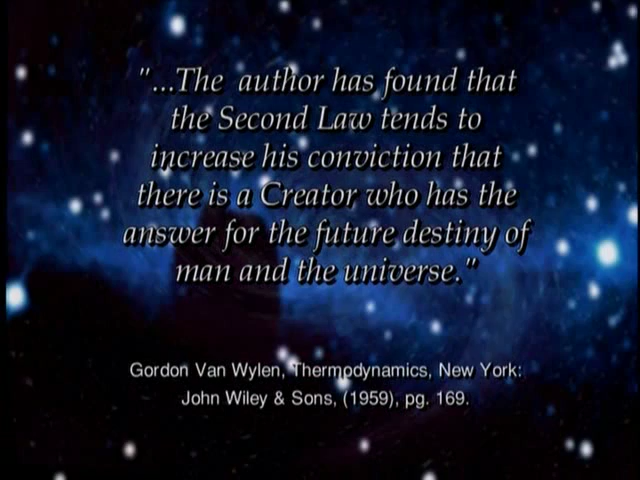 "...The author has found that
the Second Law tends to
increase his conviction that
there is a Creator who has the
answer for the future destiny of
man and the universe."
Gordon Van Wylen, Thermodynamics, New York:
John Wiley & Sons, (1959), pg. 169.